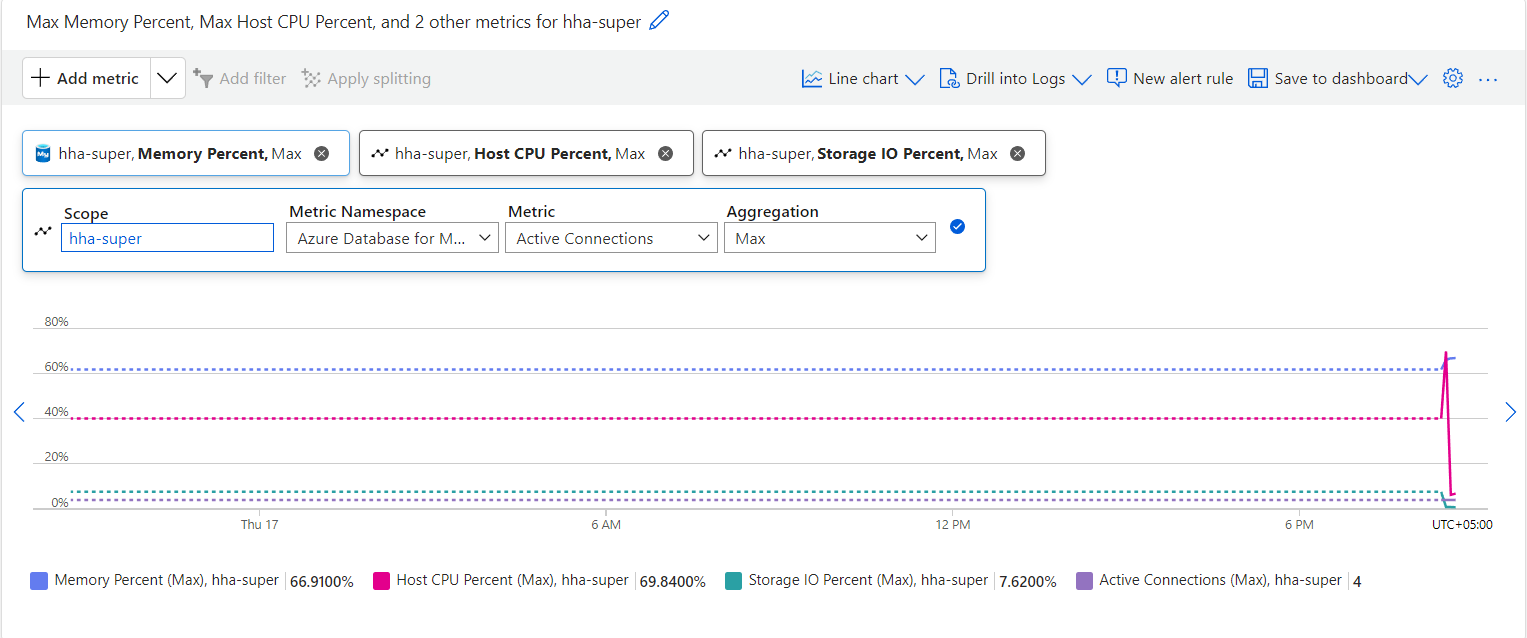 Max Memory Percent, Max Host CPU Percent, and 2 other metrics for hha-super
Add metric Add filter Apply splitting Line chart Drill into Logs New alert rule Save to dashboard ...
My hha-super, Memory Percent, Max hha-super, Host CPU Percent, Max hha-super, Storage IO Percent, Max
Scope Metric Namespace Metric Aggregation
hha-super Azure Database for M... Active Connections Max
80%
60%
40%
20%
0%
Thu 17 6 AM 12 PM 6 PM UTC+05:00
Memory Percent (Max), hha-super 66.9100% Host CPU Percent (Max), hha-super 69.8400% Storage IO Percent (Max), hha-super 7.6200% Active Connections (Max), hha-super 4